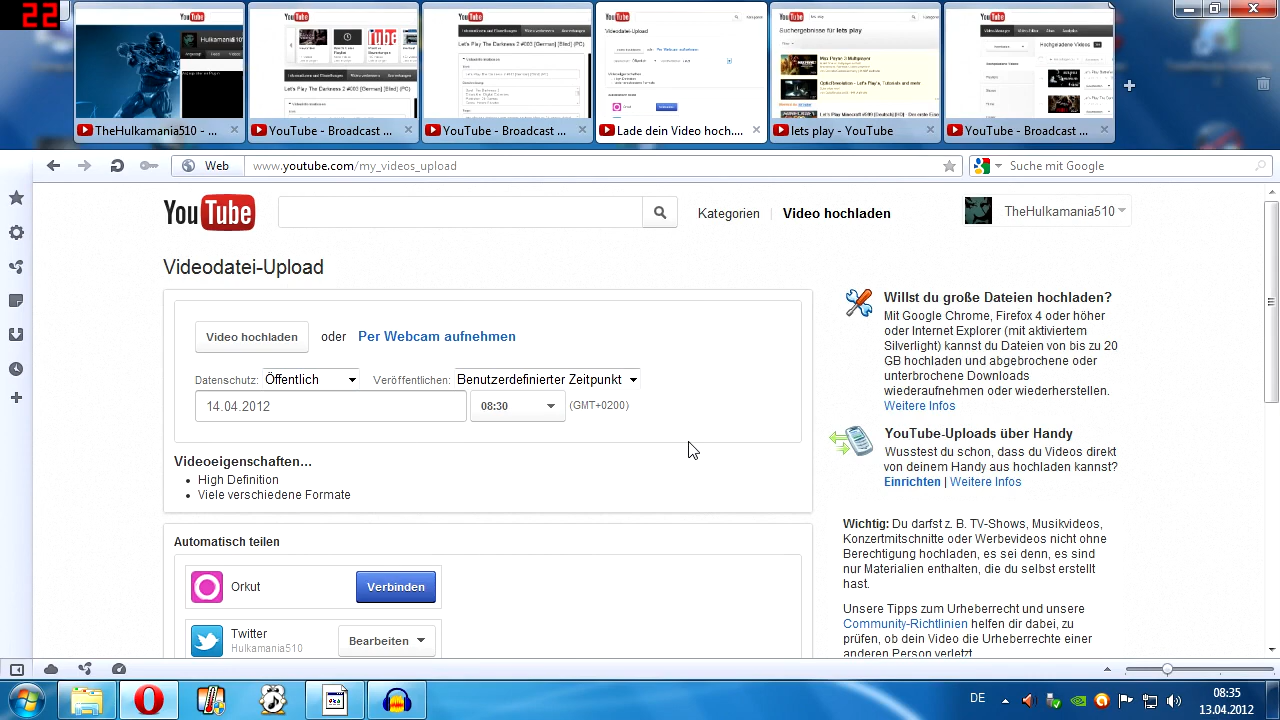 22
TheHulkamania510 - ...
YouTube - Broadcast ...
YouTube - Broadcast ...
Lade dein Video hoch....
lets play - YouTube
YouTube - Broadcast ...
Web
www.youtube.com/my_videos_upload
Suche mit Google
YouTube
Kategorien
Video hochladen
TheHulkamania510
Videodatei-Upload
Video hochladen
oder
Per Webcam aufnehmen
Datenschutz:
Öffentlich
Veröffentlichen:
Benutzerdefinierter Zeitpunkt
14.04.2012
08:30
(GMT+0200)
Videoeigenschaften...
High Definition
Viele verschiedene Formate
Automatisch teilen
Orkut
Verbinden
Twitter
Hulkamania510
Bearbeiten
Willst du große Dateien hochladen?
Mit Google Chrome, Firefox 4 oder höher
oder Internet Explorer (mit aktiviertem
Silverlight) kannst du Dateien von bis zu 20
GB hochladen und abgebrochene oder
unterbrochene Downloads
wiederaufnehmen oder wiederherstellen.
Weitere Infos
YouTube-Uploads über Handy
Wusstest du schon, dass du Videos direkt
von deinem Handy aus hochladen kannst?
Einrichten | Weitere Infos
Wichtig: Du darfst z. B. TV-Shows, Musikvideos,
Konzertmitschnitte oder Werbevideos nicht ohne
Berechtigung hochladen, es sei denn, es sind
nur Materialien enthalten, die du selbst erstellt
hast.
Unsere Tipps zum Urheberrecht und unsere
Community-Richtlinien helfen dir dabei, zu
prüfen, ob dein Video die Urheberrechte einer
anderen Person verletzt.
DE
08:35
13.04.2012